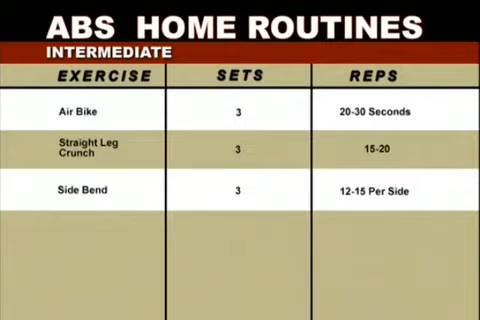 ABS HOME ROUTINES
INTERMEDIATE
EXERCISE SETS REPS
Air Bike 3 20-30 Seconds
Straight Leg
Crunch 3 15-20
Side Bend 3 12-15 Per Side